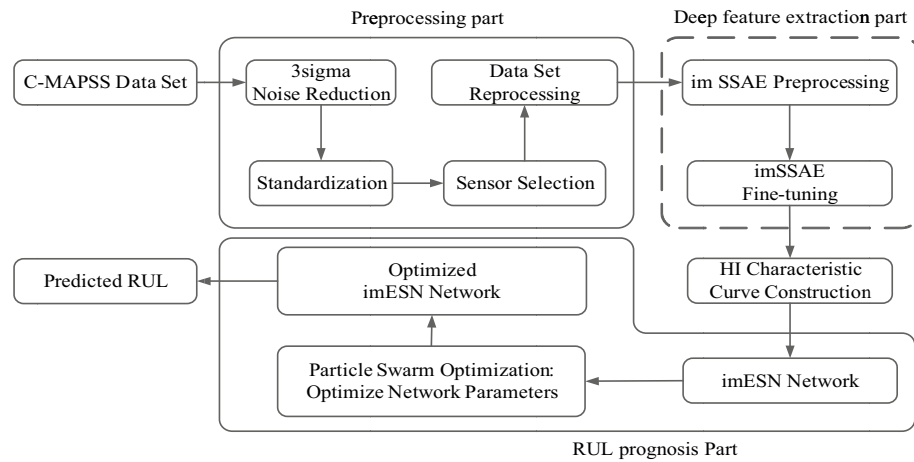 Preprocessing part
Deep feature extraction part
C-MAPSS Data Set
3sigma
Noise Reduction
Data Set
Reprocessing
im SSAE Preprocessing
Standardization
Sensor Selection
imSSAE
Fine-tuning
Predicted RUL
Optimized
imESN Network
HI Characteristic
Curve Construction
Particle Swarm Optimization:
Optimize Network Parameters
imESN Network
RUL prognosis Part